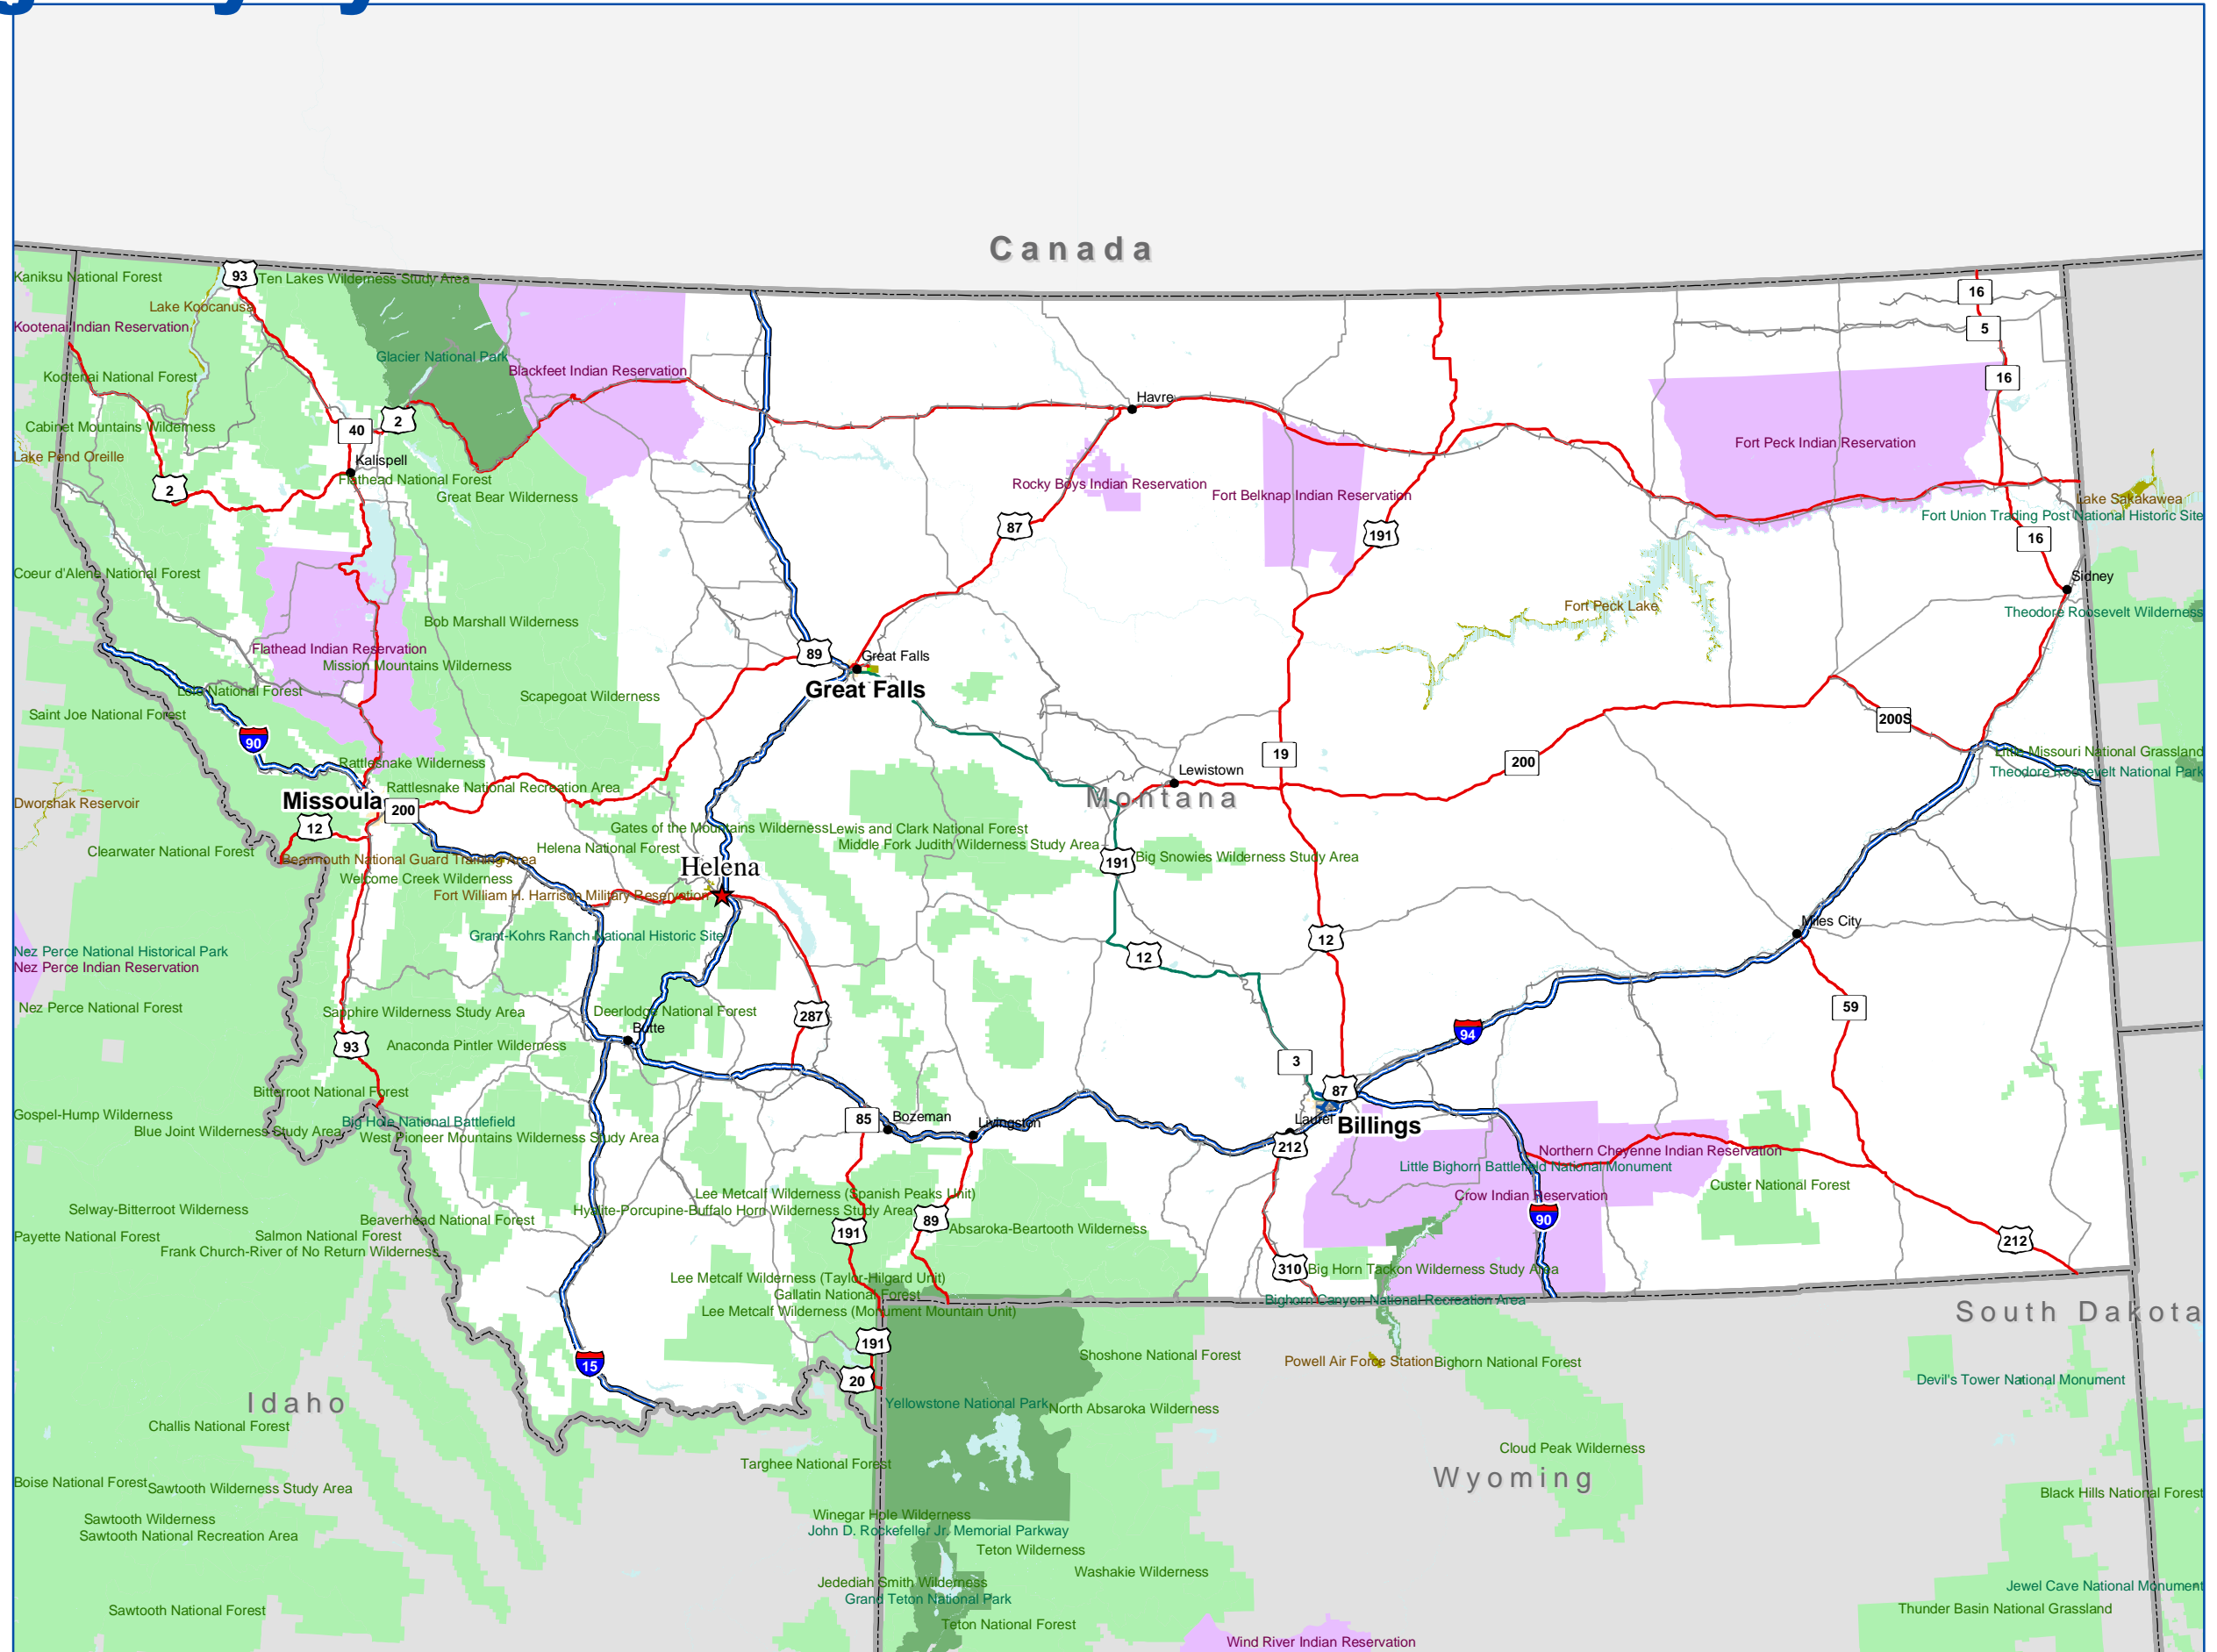 Canada
93
Ten Lakes Wilderness Study Area
Kaniksu National Forest
Lake Koocanusa
Kootenai Indian Reservation
Glacier National Park
Blackfeet Indian Reservation
Kootenai National Forest
16
5
16
Havre
2
40
Cabinet Mountains Wilderness
Lake Pend Oreille
Kalispell
Flathead National Forest
Great Bear Wilderness
2
Fort Peck Indian Reservation
Rocky Boys Indian Reservation
Fort Belknap Indian Reservation
Lake Sakakawea
Fort Union Trading Post National Historic Site
87
191
16
Coeur d'Alene National Forest
Sidney
Fort Peck Lake
Theodore Roosevelt Wilderness
Bob Marshall Wilderness
Flathead Indian Reservation
Mission Mountains Wilderness
89
Great Falls
Great Falls
Lolo National Forest
Scapegoat Wilderness
Saint Joe National Forest
90
200S
19
200
Little Missouri National Grassland
Theodore Roosevelt National Park
Rattlesnake Wilderness
Rattlesnake National Recreation Area
Lewistown
Montana
Missoula
200
Dworshak Reservoir
12
Gates of the Mountains Wilderness
Lewis and Clark National Forest
Middle Fork Judith Wilderness Study Area
Helena National Forest
Clearwater National Forest
Bearmouth National Guard Training Area
191
Big Snowies Wilderness Study Area
Helena
Welcome Creek Wilderness
Fort William H. Harrison Military Reservation
Miles City
Grant-Kohrs Ranch National Historic Site
12
12
Nez Perce National Historical Park
Nez Perce Indian Reservation
Nez Perce National Forest
Sapphire Wilderness Study Area
Deerlodge National Forest
287
59
Butte
94
93
Anaconda Pintler Wilderness
3
87
Bitterroot National Forest
Gospel-Hump Wilderness
Big Hole National Battlefield
Blue Joint Wilderness Study Area
West Pioneer Mountains Wilderness Study Area
85
Bozeman
Livingston
Laurel
Billings
212
Northern Cheyenne Indian Reservation
Little Bighorn Battlefield National Monument
Custer National Forest
Crow Indian Reservation
90
Lee Metcalf Wilderness (Spanish Peaks Unit)
Hyalite-Porcupine-Buffalo Horn Wilderness Study Area
Selway-Bitterroot Wilderness
Beaverhead National Forest
191
89
Absaroka-Beartooth Wilderness
Payette National Forest
Salmon National Forest
Frank Church-River of No Return Wilderness
212
310
Big Horn Tackon Wilderness Study Area
Lee Metcalf Wilderness (Taylor-Hilgard Unit)
Gallatin National Forest
Lee Metcalf Wilderness (Monument Mountain Unit)
Bighorn Canyon National Recreation Area
South Dakota
191
15
20
Shoshone National Forest
Powell Air Force Station
Bighorn National Forest
Devil's Tower National Monument
Idaho
Yellowstone National Park
North Absaroka Wilderness
Challis National Forest
Cloud Peak Wilderness
Targhee National Forest
Wyoming
Boise National Forest
Sawtooth Wilderness Study Area
Black Hills National Forest
Sawtooth Wilderness
Sawtooth National Recreation Area
Winegar Hole Wilderness
John D. Rockefeller Jr. Memorial Parkway
Teton Wilderness
Washakie Wilderness
Jedediah Smith Wilderness
Grand Teton National Park
Jewel Cave National Monument
Sawtooth National Forest
Thunder Basin National Grassland
Teton National Forest
Wind River Indian Reservation